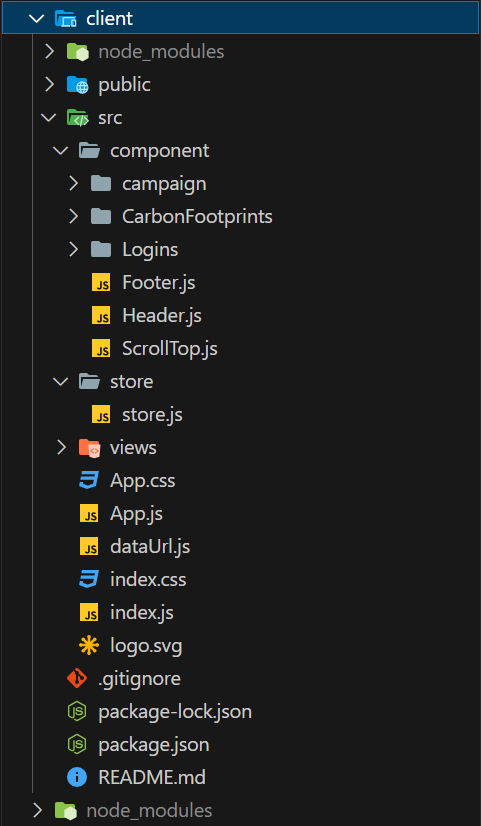 client
node_modules
public
src
component
campaign
CarbonFootprints
Logins
JS Footer.js
JS Header.js
JS ScrollTop.js
store
JS store.js
views
App.css
JS App.js
JS dataUrl.js
index.css
JS index.js
logo.svg
.gitignore
JS package-lock.json
JS package.json
README.md
node_modules